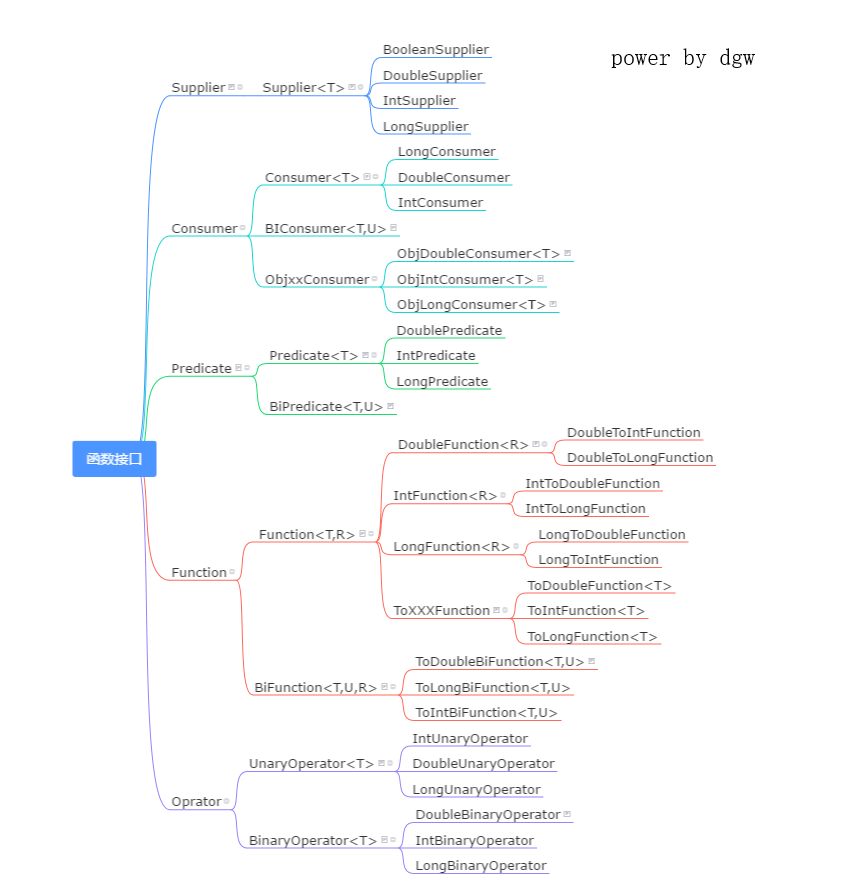 power by dgw
函数接口
Supplier
Supplier<T>
BooleanSupplier
DoubleSupplier
IntSupplier
LongSupplier
Consumer
Consumer<T>
LongConsumer
DoubleConsumer
IntConsumer
BIConsumer<T,U>
ObjxxConsumer
ObjDoubleConsumer<T>
ObjIntConsumer<T>
ObjLongConsumer<T>
Predicate
Predicate<T>
DoublePredicate
IntPredicate
LongPredicate
BiPredicate<T,U>
Function
Function<T,R>
DoubleFunction<R>
DoubleToIntFunction
DoubleToLongFunction
IntFunction<R>
IntToDoubleFunction
IntToLongFunction
LongFunction<R>
LongToDoubleFunction
LongToIntFunction
ToXXXFunction
ToDoubleFunction<T>
ToIntFunction<T>
ToLongFunction<T>
BiFunction<T,U,R>
ToDoubleBiFunction<T,U>
ToLongBiFunction<T,U>
ToIntBiFunction<T,U>
Oprator
UnaryOperator<T>
IntUnaryOperator
DoubleUnaryOperator
LongUnaryOperator
BinaryOperator<T>
DoubleBinaryOperator
IntBinaryOperator
LongBinaryOperator